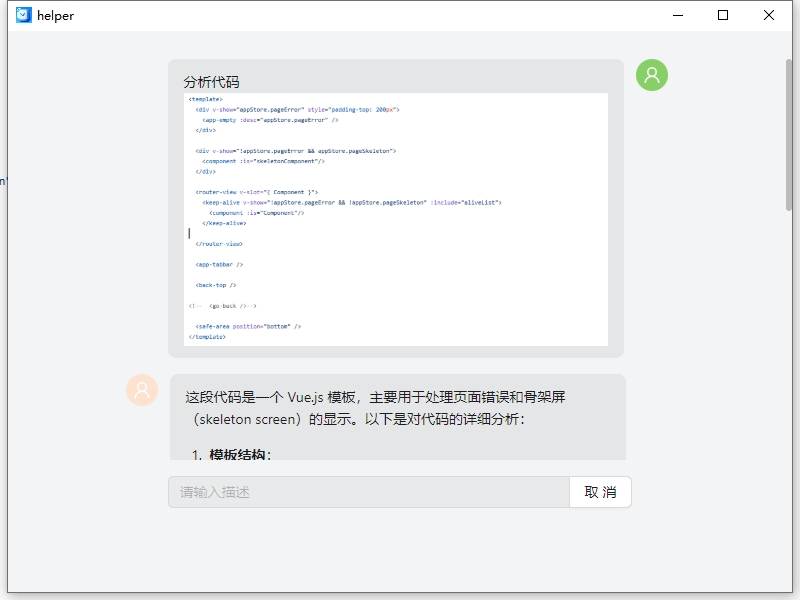 helper
分析代码
<template>
<div v-show="appStore.pageError" style="padding-top: 200px">
<app-empty :desc="appStore.pageError" />
</div>
<div v-show="!appStore.pageError && appStore.pageSkeleton">
<component :is="skeletonComponent"/>
</div>
<router-view v-slot="{ Component }">
<keep-alive v-show="!appStore.pageError && !appStore.pageSkeleton" :include="aliveList">
<component :is="Component"/>
</keep-alive>
</router-view>
<app-tabbar />
<back-top />
<!-- <go-back />-->
<safe-area position="bottom" />
</template>
这段代码是一个 Vue.js 模板，主要用于处理页面错误和骨架屏
（skeleton screen）的显示。以下是对代码的详细分析：
1. 模板结构：
请输入描述
取 消